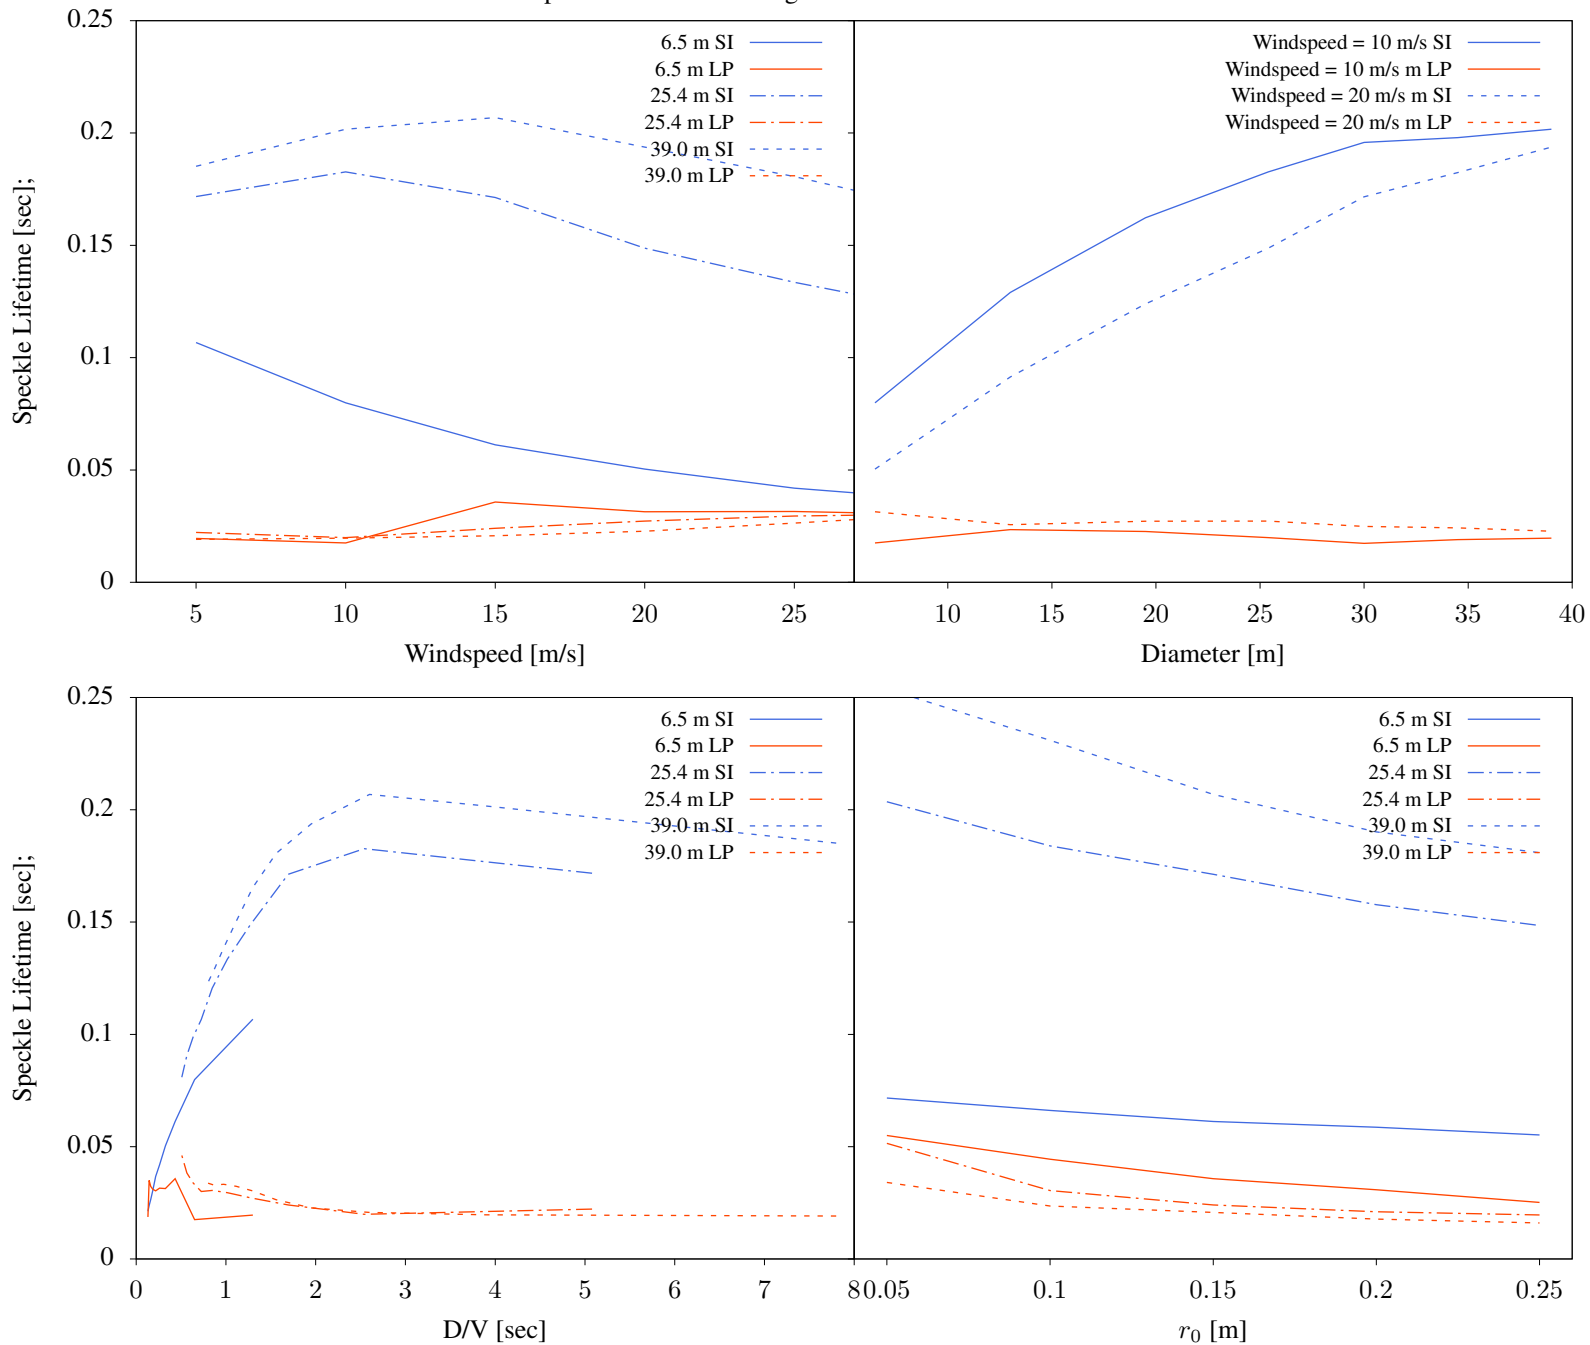 0.25
0.2
0.15
0.1
0.05
0
Speckle Lifetime [sec];
6.5 m SI
6.5 m LP
25.4 m SI
25.4 m LP
39.0 m SI
39.0 m LP
5 10 15 20 25
Windspeed [m/s]
Windspeed = 10 m/s SI
Windspeed = 10 m/s m LP
Windspeed = 20 m/s m SI
Windspeed = 20 m/s m LP
10 15 20 25 30 35 40
Diameter [m]
0.25
0.2
0.15
0.1
0.05
0
Speckle Lifetime [sec];
6.5 m SI
6.5 m LP
25.4 m SI
25.4 m LP
39.0 m SI
39.0 m LP
0 1 2 3 4 5 6 7 8
D/V [sec]
6.5 m SI
6.5 m LP
25.4 m SI
25.4 m LP
39.0 m SI
39.0 m LP
0.05 0.1 0.15 0.2 0.25
r₀ [m]